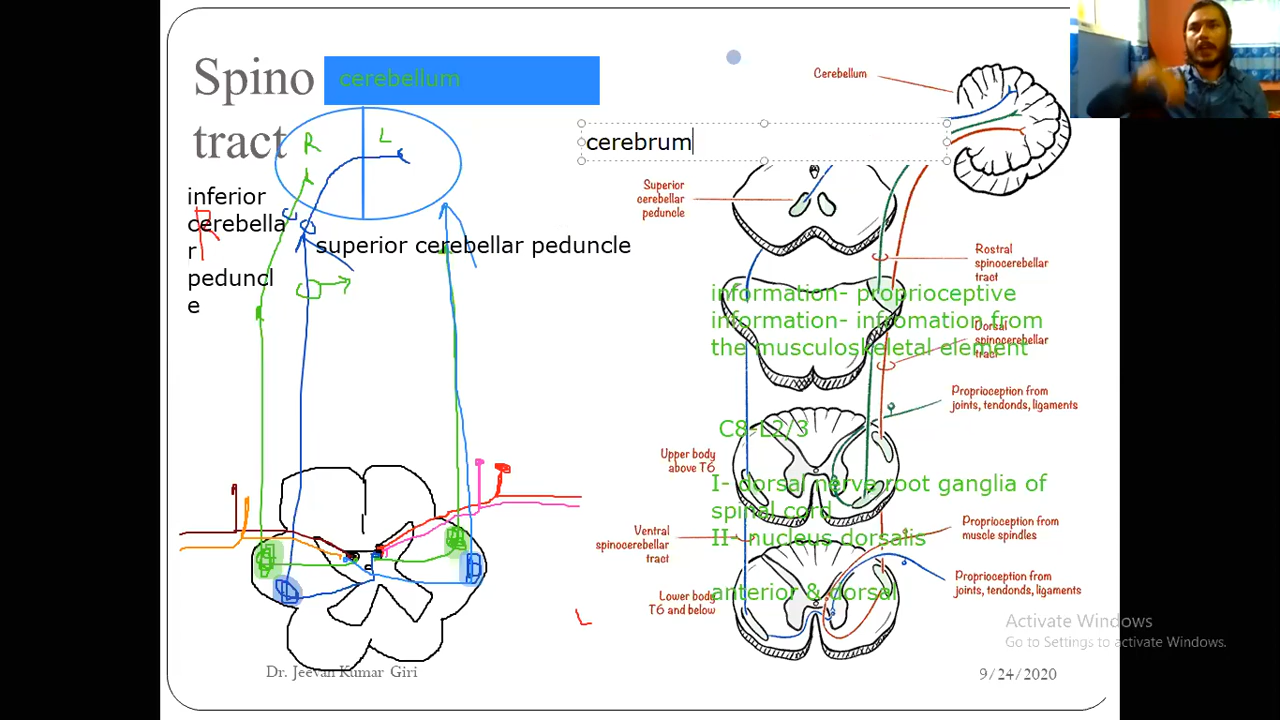 Spino
tract
cerebellum
R
L
inferior
cerebella
r
peduncl
e
R
superior cerebellar peduncle
cerebrum
Cerebellum
Superior
cerebellar
peduncle
Rostral
spinocerebellar
tract
information- proprioceptive
information- infromation from
the musculoskeletal element
Dorsal
spinocerebellar
tract
Proprioception from
joints, tendonds, ligaments
C8-L2/3
Upper body
above T6
I- dorsal nerve root ganglia of
spinal cord
II- nucleus dorsalis
Ventral
spinocerebellar
tract
Proprioception from
muscle spindles
Proprioception from
joints, tendonds, ligaments
anterior & dorsal
Lower body
T6 and below
L
Activate Windows
Go to Settings to activate Windows.
Dr. Jeevan Kumar Giri
9/24/2020